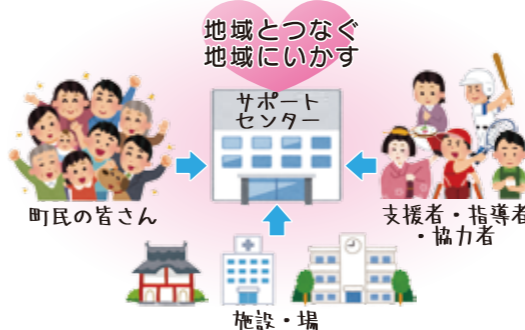 地域とつなぐ
地域にいかす
サポート
センター
町民の皆さん
支援者・指導者
・協力者
施設・場